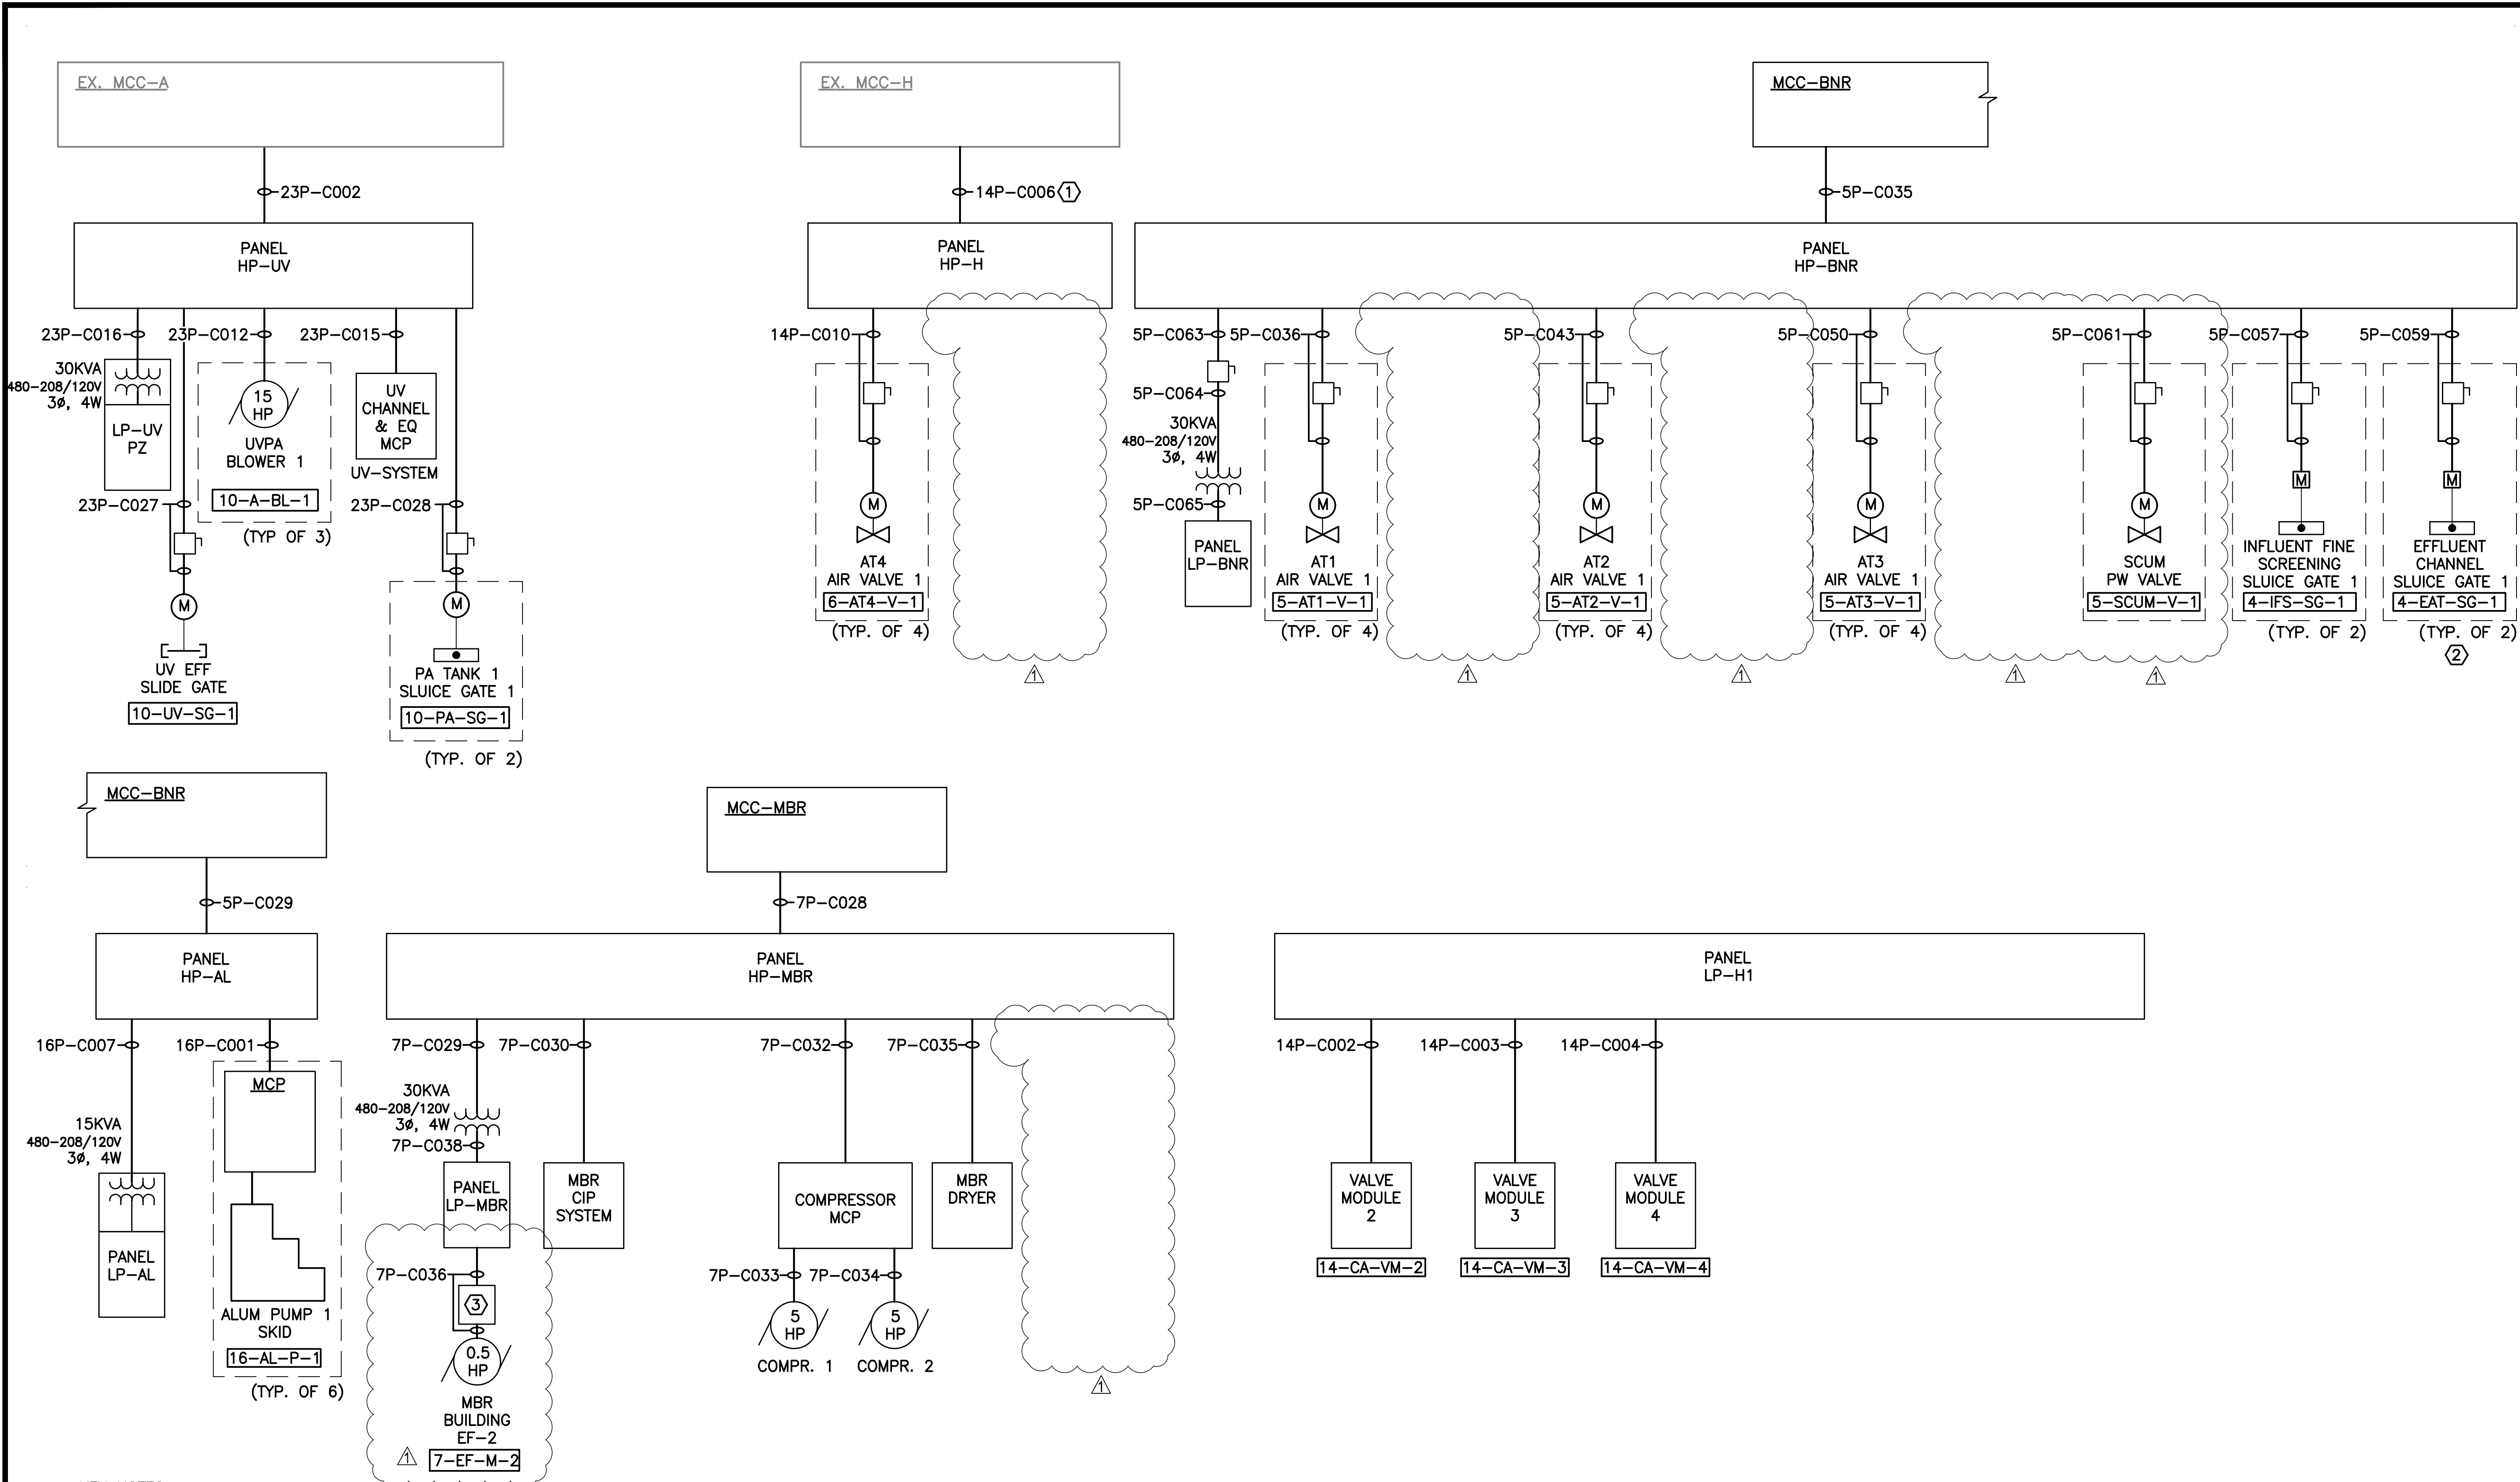 EX. MCC-A
23P-C002
PANEL
HP-UV
23P-C016
23P-C012
23P-C015
30KVA
480-208/120V
3ø, 4W
LP-UV
PZ
15
HP
UVPA
BLOWER 1
10-A-BL-1
(TYP OF 3)
UV
CHANNEL
& EQ
MCP
UV-SYSTEM
23P-C027
M
UV EFF
SLIDE GATE
10-UV-SG-1
23P-C028
M
PA TANK 1
SLUICE GATE 1
10-PA-SG-1
(TYP. OF 2)
EX. MCC-H
14P-C006
1
PANEL
HP-H
14P-C010
M
AT4
AIR VALVE 1
6-AT4-V-1
(TYP. OF 4)
1
MCC-BNR
5P-C035
PANEL
HP-BNR
5P-C063
5P-C064
30KVA
480-208/120V
3ø, 4W
5P-C065
PANEL
LP-BNR
5P-C036
M
AT1
AIR VALVE 1
5-AT1-V-1
(TYP. OF 4)
1
5P-C043
M
AT2
AIR VALVE 1
5-AT2-V-1
(TYP. OF 4)
1
5P-C050
M
AT3
AIR VALVE 1
5-AT3-V-1
(TYP. OF 4)
1
5P-C061
M
SCUM
PW VALVE
5-SCUM-V-1
1
5P-C057
M
INFLUENT FINE
SCREENING
SLUICE GATE 1
4-IFS-SG-1
(TYP. OF 2)
5P-C059
M
EFFLUENT
CHANNEL
SLUICE GATE 1
4-EAT-SG-1
(TYP. OF 2)
2
MCC-BNR
5P-C029
PANEL
HP-AL
16P-C007
15KVA
480-208/120V
3ø, 4W
PANEL
LP-AL
16P-C001
MCP
ALUM PUMP 1
SKID
16-AL-P-1
(TYP. OF 6)
MCC-MBR
7P-C028
PANEL
HP-MBR
7P-C029
30KVA
480-208/120V
3ø, 4W
7P-C038
PANEL
LP-MBR
7P-C036
3
0.5
HP
MBR
BUILDING
EF-2
7-EF-M-2
1
7P-C030
MBR
CIP
SYSTEM
7P-C032
COMPRESSOR
MCP
7P-C033
5
HP
COMPR. 1
7P-C034
5
HP
COMPR. 2
7P-C035
MBR
DRYER
1
PANEL
LP-H1
14P-C002
VALVE
MODULE
2
14-CA-VM-2
14P-C003
VALVE
MODULE
3
14-CA-VM-3
14P-C004
VALVE
MODULE
4
14-CA-VM-4